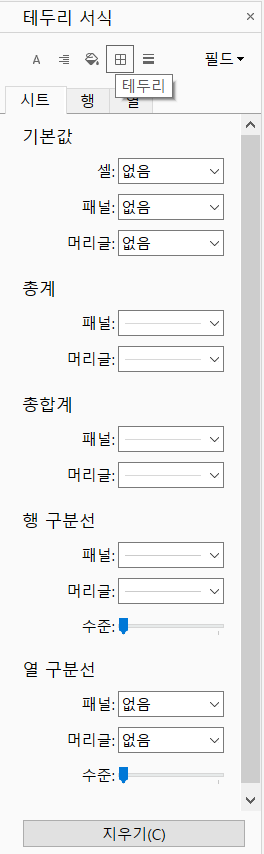 테두리 서식 ×
A 필드
테두리
시트 행 열
기본값
셀: 없음
패널: 없음
머리글: 없음
총계
패널:
머리글:
총합계
패널:
머리글:
행 구분선
패널:
머리글:
수준:
열 구분선
패널: 없음
머리글: 없음
수준:
지우기(C)